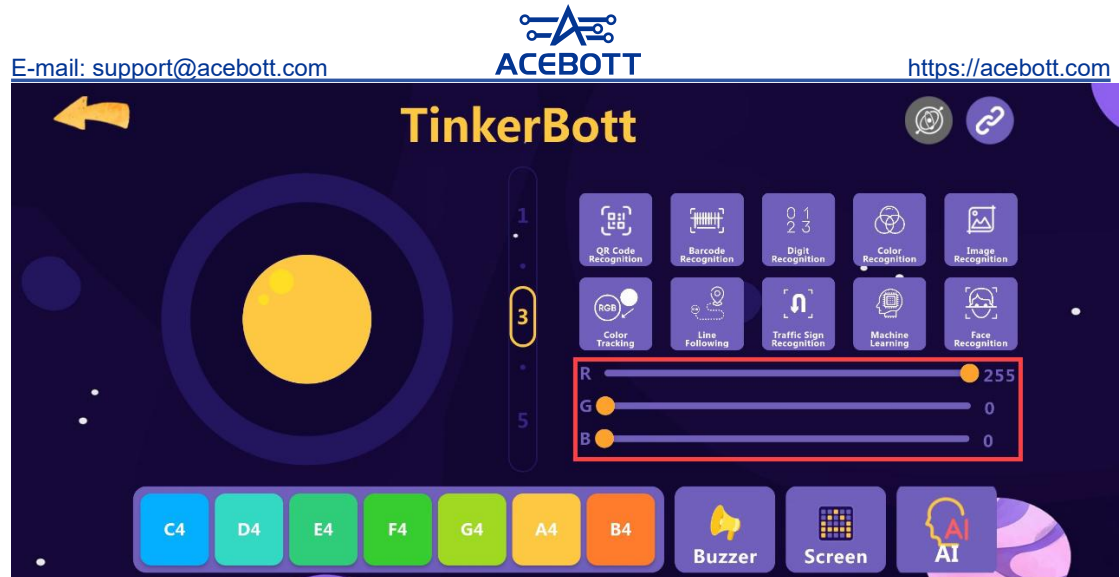 E-mail: support@acebott.com
ACEBOTT
https://acebott.com
TinkerBott
1
3
5
QR Code
Recognition
Barcode
Recognition
0 1
2 3
Digit
Recognition
Color
Recognition
Image
Recognition
RGB
Color
Tracking
Line
Following
Traffic Sign
Recognition
Machine
Learning
Face
Recognition
R 255
G 0
B 0
C4 D4 E4 F4 G4 A4 B4
Buzzer
Screen
AI
AI